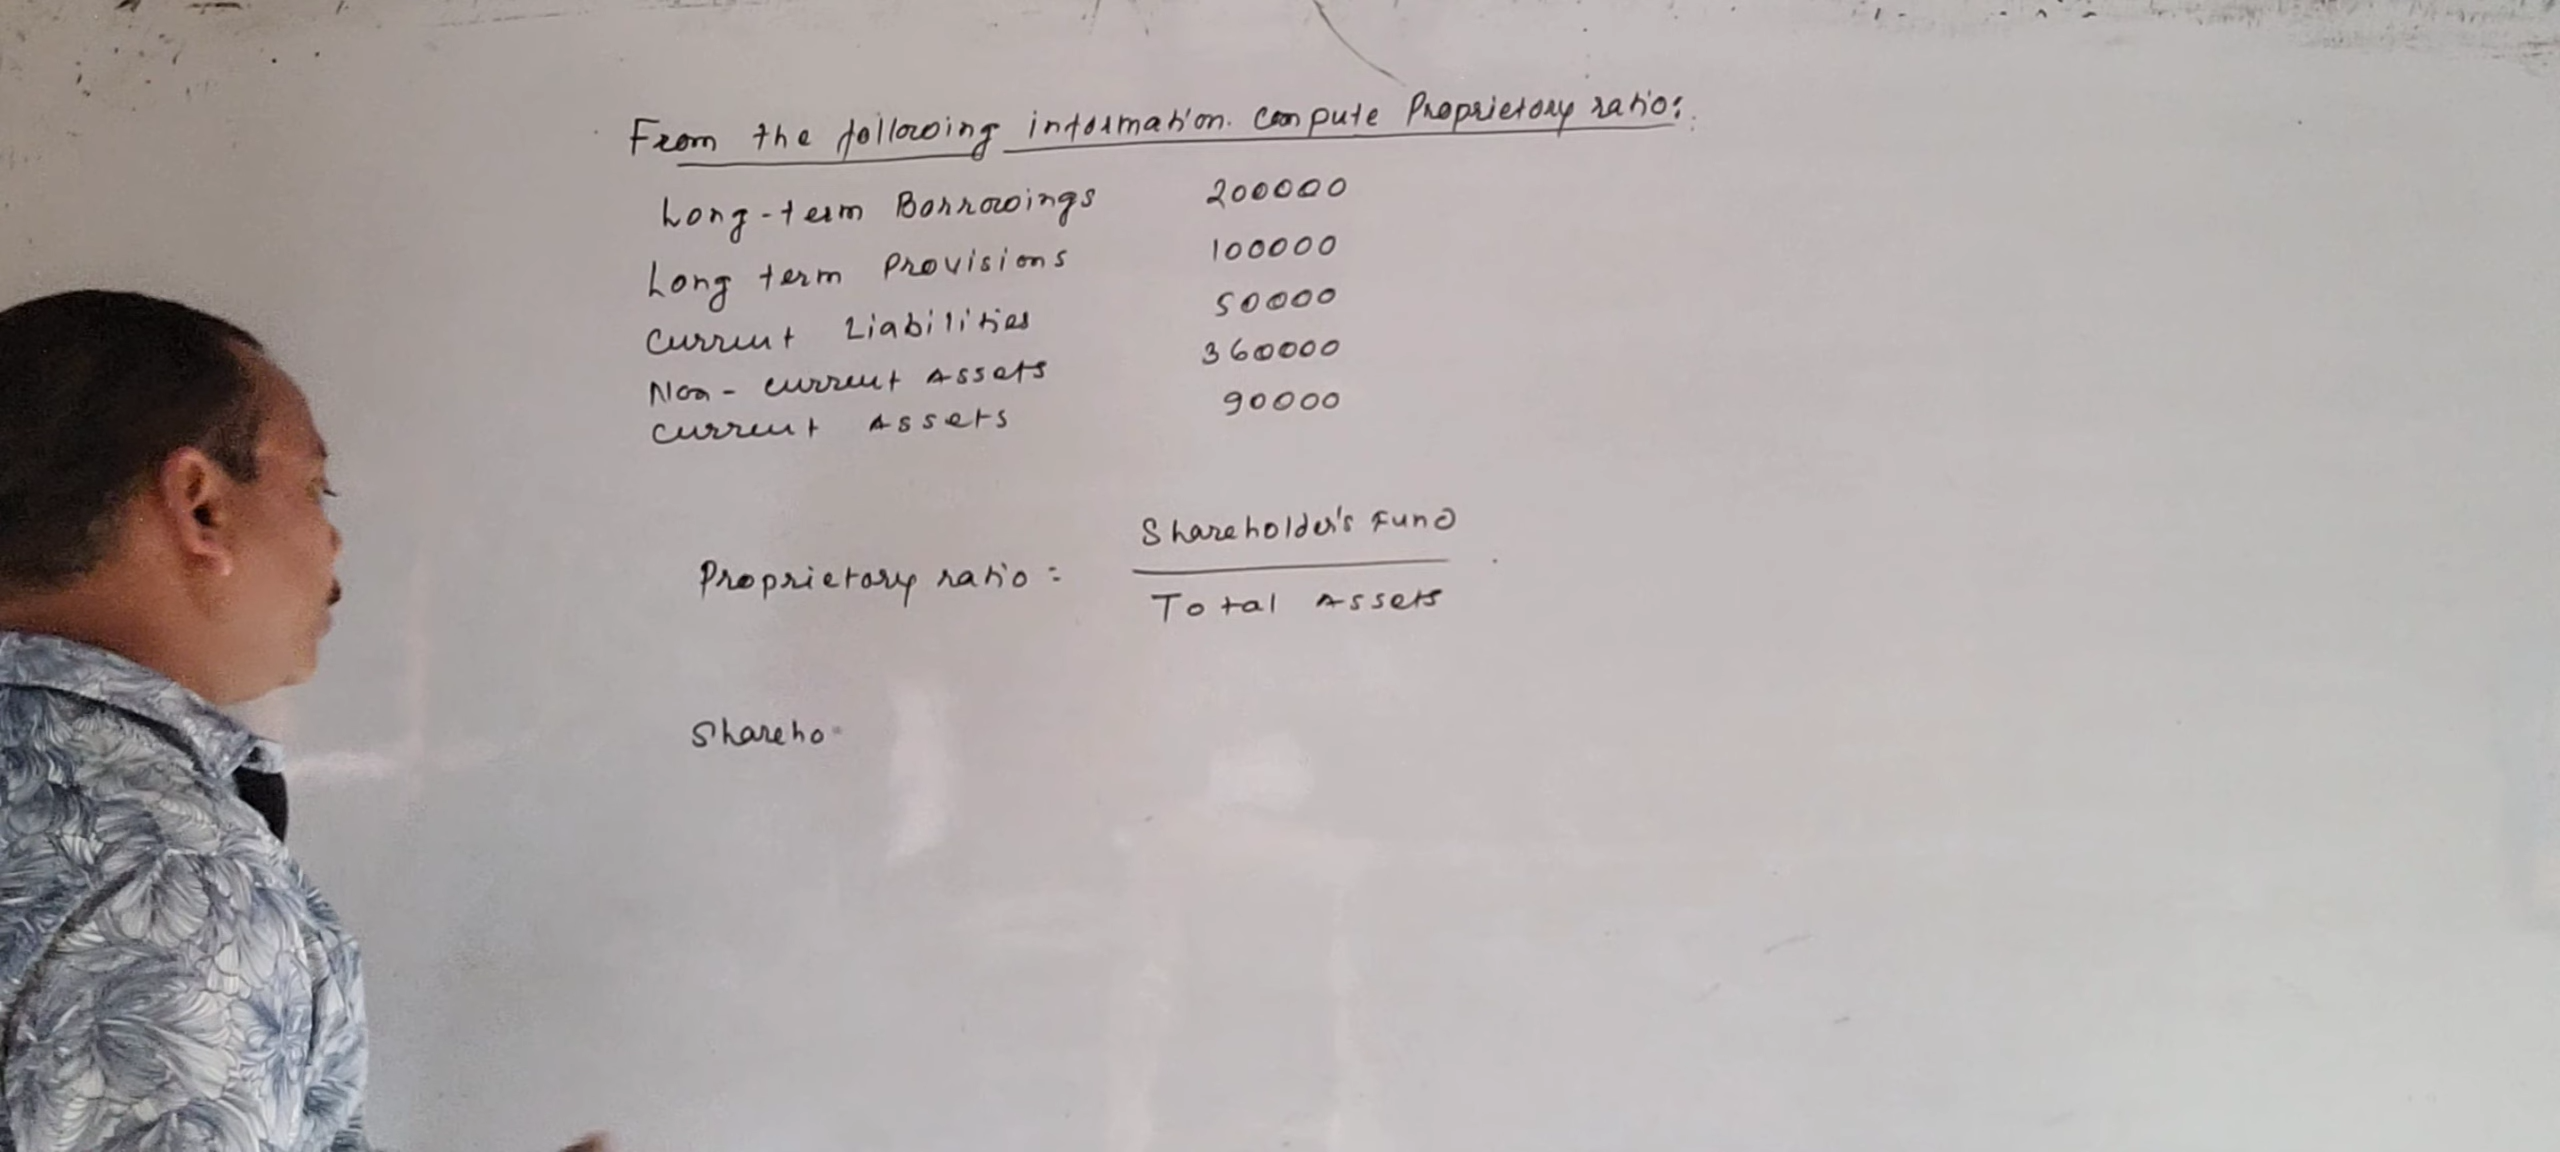 From the following information. compute Proprietory ratio:
Long-term Borrowings 200000
Long term Provisions 100000
Current Liabilities 50000
Non-current Assets 360000
Current Assets 90000
Proprietory ratio = Shareholder's Fund
Total Assets
Shareho